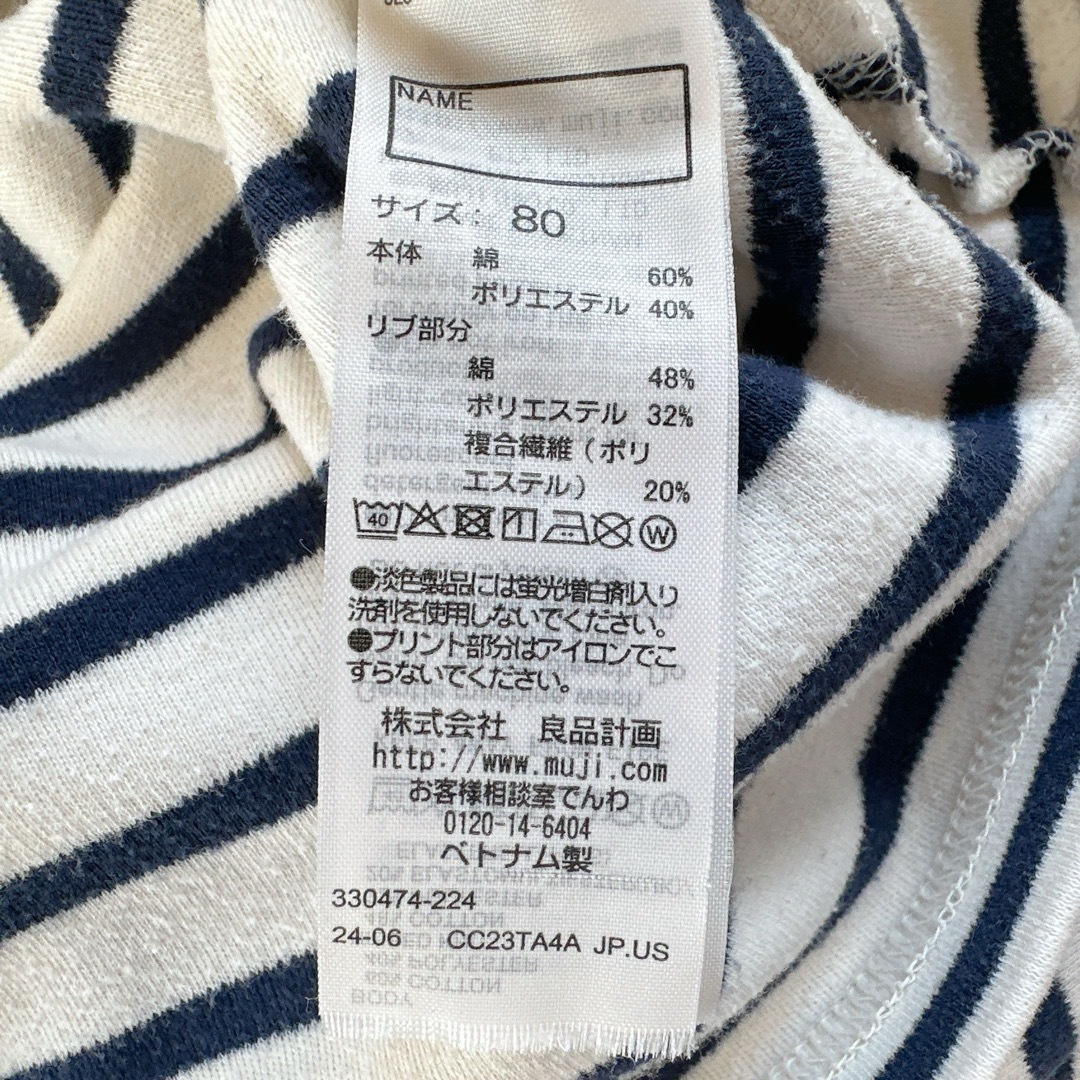 NAME
サイズ: 80
本体 綿 60%
ポリエステル 40%
リブ部分
綿 48%
ポリエステル 32%
複合繊維(ポリ
エステル) 20%
40
●淡色製品には蛍光増白剤入り
洗剤を使用しないでください。
●プリント部分はアイロンでこ
すらないでください。
株式会社 良品計画
http://www.muji.com
お客様相談室でんわ
0120-14-6404
ベトナム製
330474-224
24-06 CC23TA4A JP.US